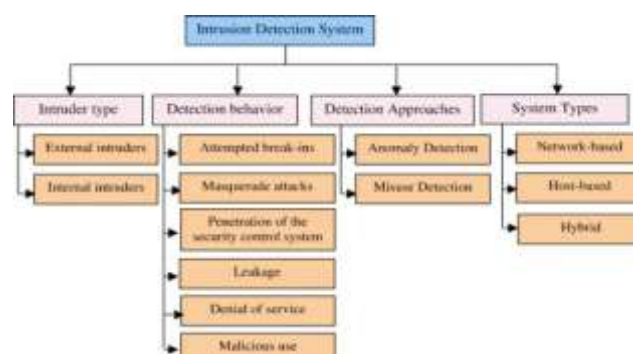 Intrusion Detection System
Intruder type
External intruders
Internal intruders
Detection behavior
Attempted break-ins
Masquerade attacks
Penetration of the
security control system
Leakage
Denial of service
Malicious use
Detection Approaches
Anomaly Detection
Misuse Detection
System Types
Network-based
Host-based
Hybrid